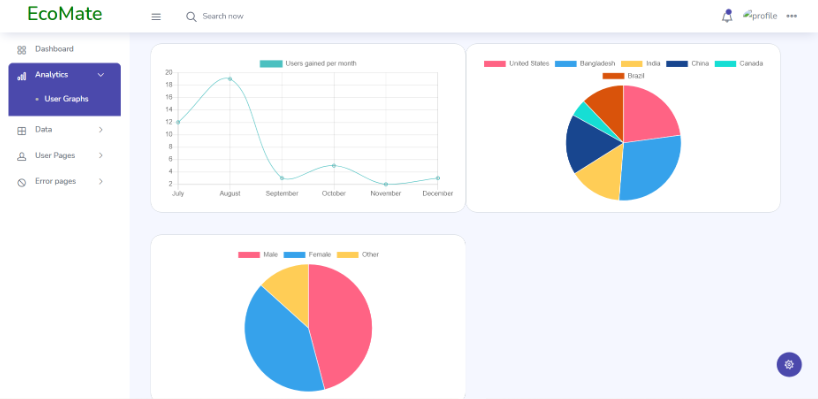 EcoMate
Search now
profile
Dashboard
Analytics
User Graphs
Data
User Pages
Error pages
Users gained per month
20
18
16
14
12
10
8
6
4
2
July August September October November December
United States Bangladesh India China Canada
Brazil
Male Female Other